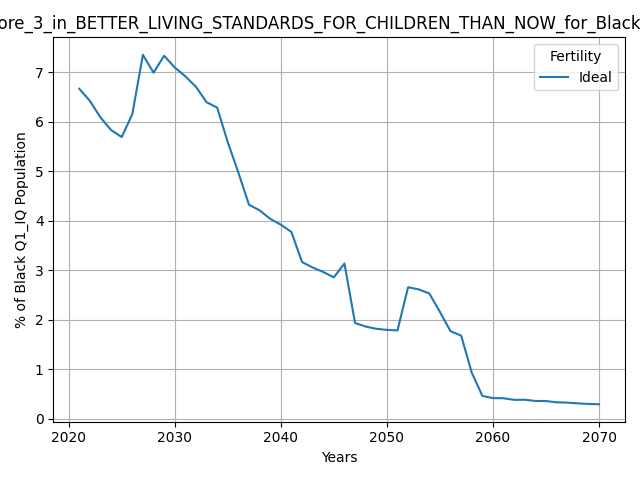 ore_3_in_BETTER_LIVING_STANDARDS_FOR_CHILDREN_THAN_NOW_for_Black
Fertility
Ideal
% of Black Q1_IQ Population
7
6
5
4
3
2
1
0
2020 2030 2040 2050 2060 2070
Years